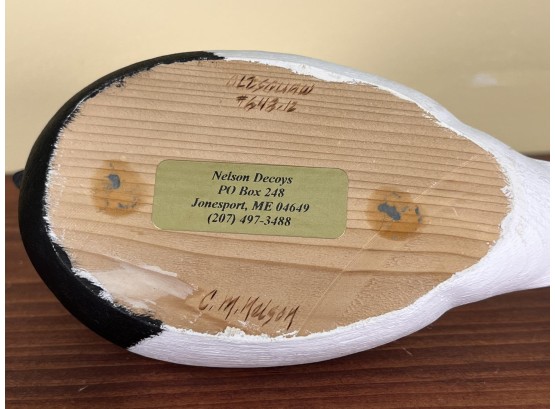 OLDSQUAW
Nelson Decoys
PO Box 248
Jonesport, ME 04649
(207) 497-3488
C. M. Nelson